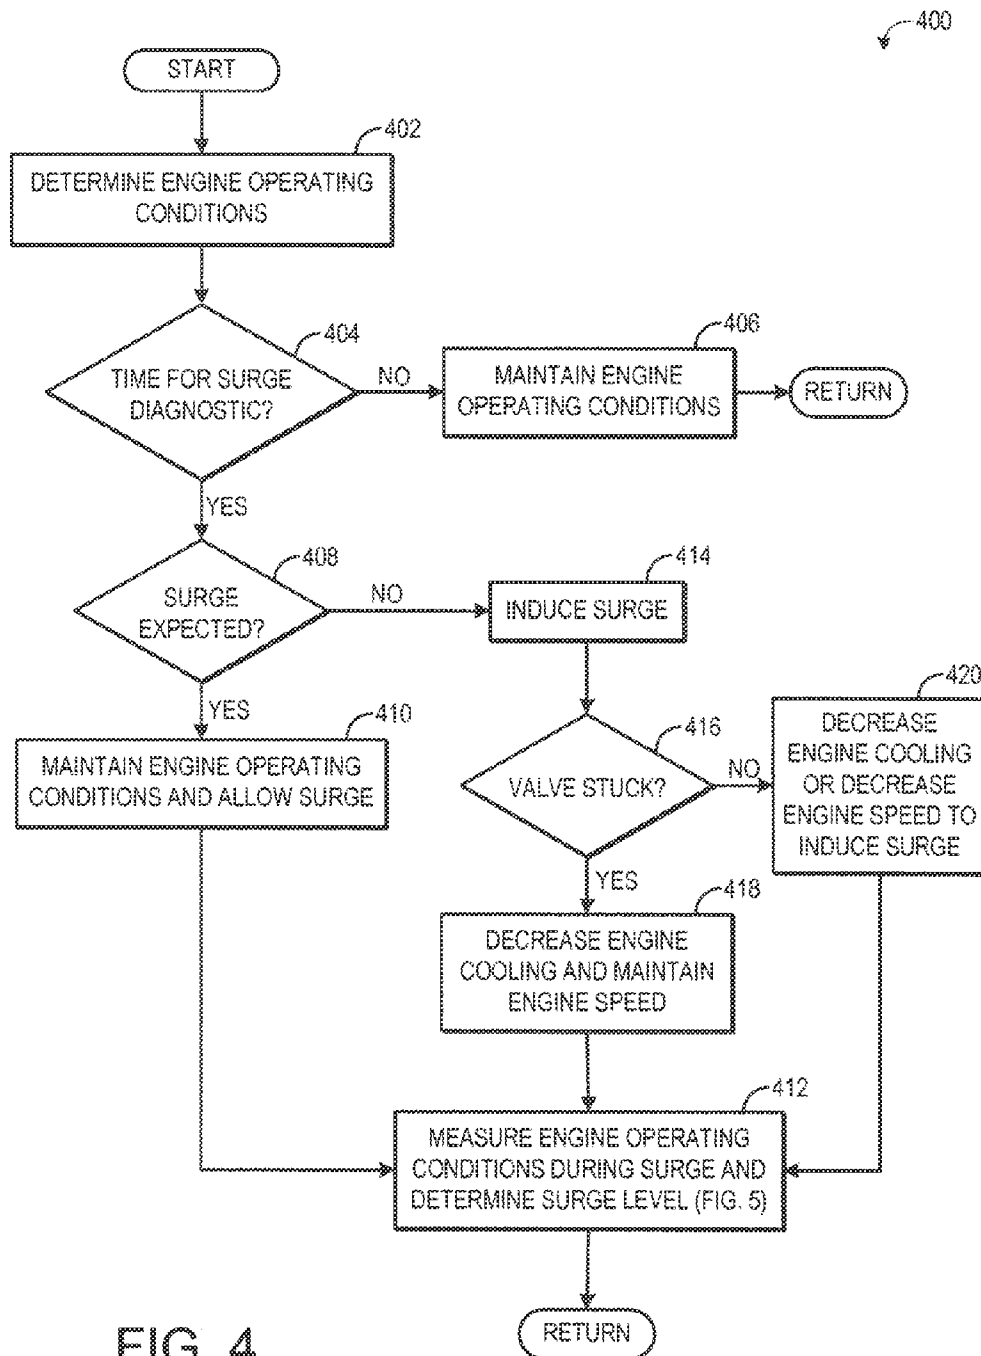 400
START
402
DETERMINE ENGINE OPERATING
CONDITIONS
404
TIME FOR SURGE
DIAGNOSTIC?
NO
406
MAINTAIN ENGINE
OPERATING CONDITIONS
RETURN
YES
408
SURGE
EXPECTED?
NO
414
INDUCE SURGE
YES
410
MAINTAIN ENGINE OPERATING
CONDITIONS AND ALLOW SURGE
416
VALVE STUCK?
NO
420
DECREASE
ENGINE COOLING
OR DECREASE
ENGINE SPEED TO
INDUCE SURGE
YES
418
DECREASE ENGINE
COOLING AND MAINTAIN
ENGINE SPEED
412
MEASURE ENGINE OPERATING
CONDITIONS DURING SURGE AND
DETERMINE SURGE LEVEL (FIG. 5)
RETURN
FIG. 4